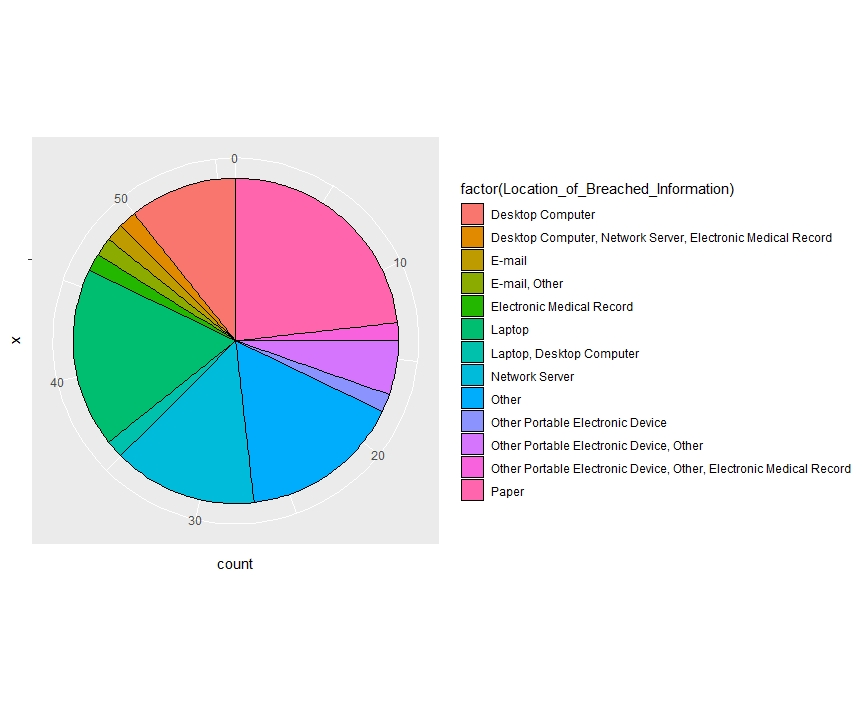 0
10
20
30
40
50
x
count
factor(Location_of_Breached_Information)
Desktop Computer
Desktop Computer, Network Server, Electronic Medical Record
E-mail
E-mail, Other
Electronic Medical Record
Laptop
Laptop, Desktop Computer
Network Server
Other
Other Portable Electronic Device
Other Portable Electronic Device, Other
Other Portable Electronic Device, Other, Electronic Medical Record
Paper